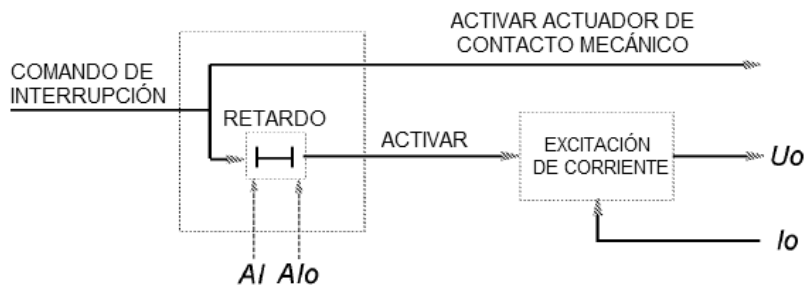 ACTIVAR ACTUADOR DE
CONTACTO MECÁNICO
COMANDO DE
INTERRUPCIÓN
RETARDO
ACTIVAR
EXCITACIÓN
DE CORRIENTE
Uo
Io
AI AIo